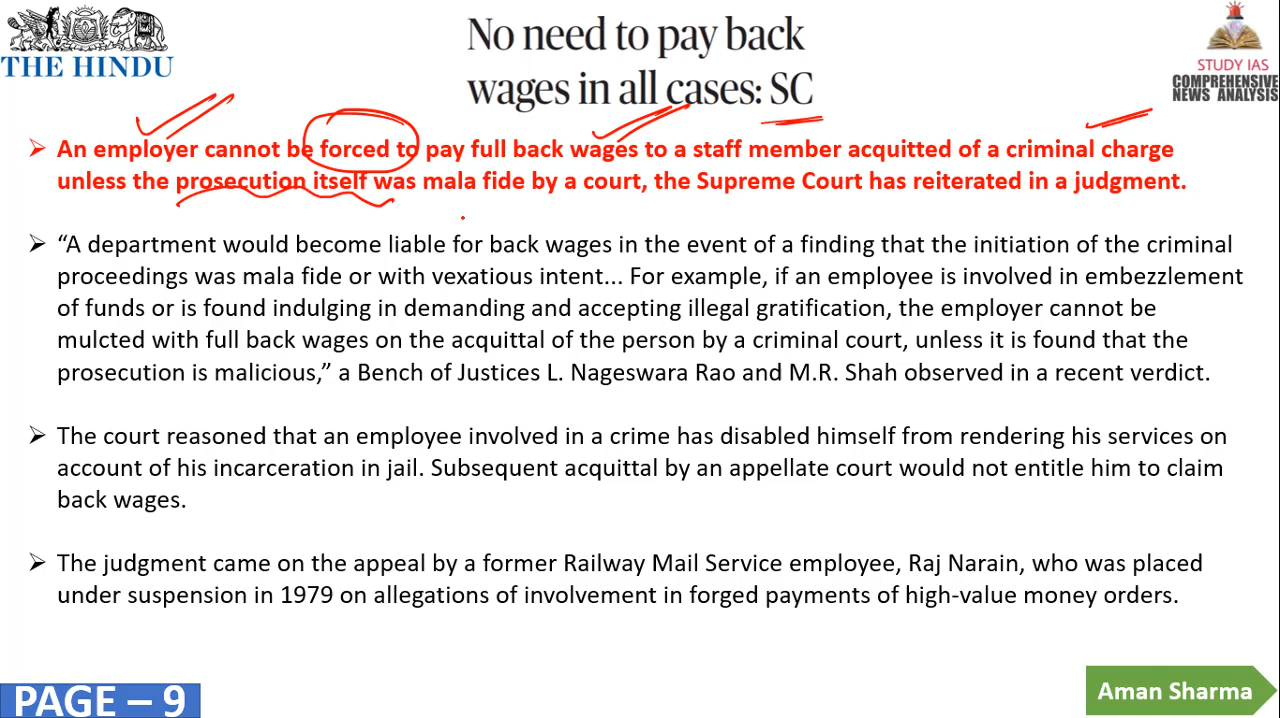 THE HINDU
No need to pay back
wages in all cases: SC
STUDY IAS
COMPREHENSIVE
NEWS ANALYSIS
➢ An employer cannot be forced to pay full back wages to a staff member acquitted of a criminal charge
unless the prosecution itself was mala fide by a court, the Supreme Court has reiterated in a judgment.
➢ “A department would become liable for back wages in the event of a finding that the initiation of the criminal
proceedings was mala fide or with vexatious intent... For example, if an employee is involved in embezzlement
of funds or is found indulging in demanding and accepting illegal gratification, the employer cannot be
mulcted with full back wages on the acquittal of the person by a criminal court, unless it is found that the
prosecution is malicious,” a Bench of Justices L. Nageswara Rao and M.R. Shah observed in a recent verdict.
➢ The court reasoned that an employee involved in a crime has disabled himself from rendering his services on
account of his incarceration in jail. Subsequent acquittal by an appellate court would not entitle him to claim
back wages.
➢ The judgment came on the appeal by a former Railway Mail Service employee, Raj Narain, who was placed
under suspension in 1979 on allegations of involvement in forged payments of high-value money orders.
PAGE – 9
Aman Sharma